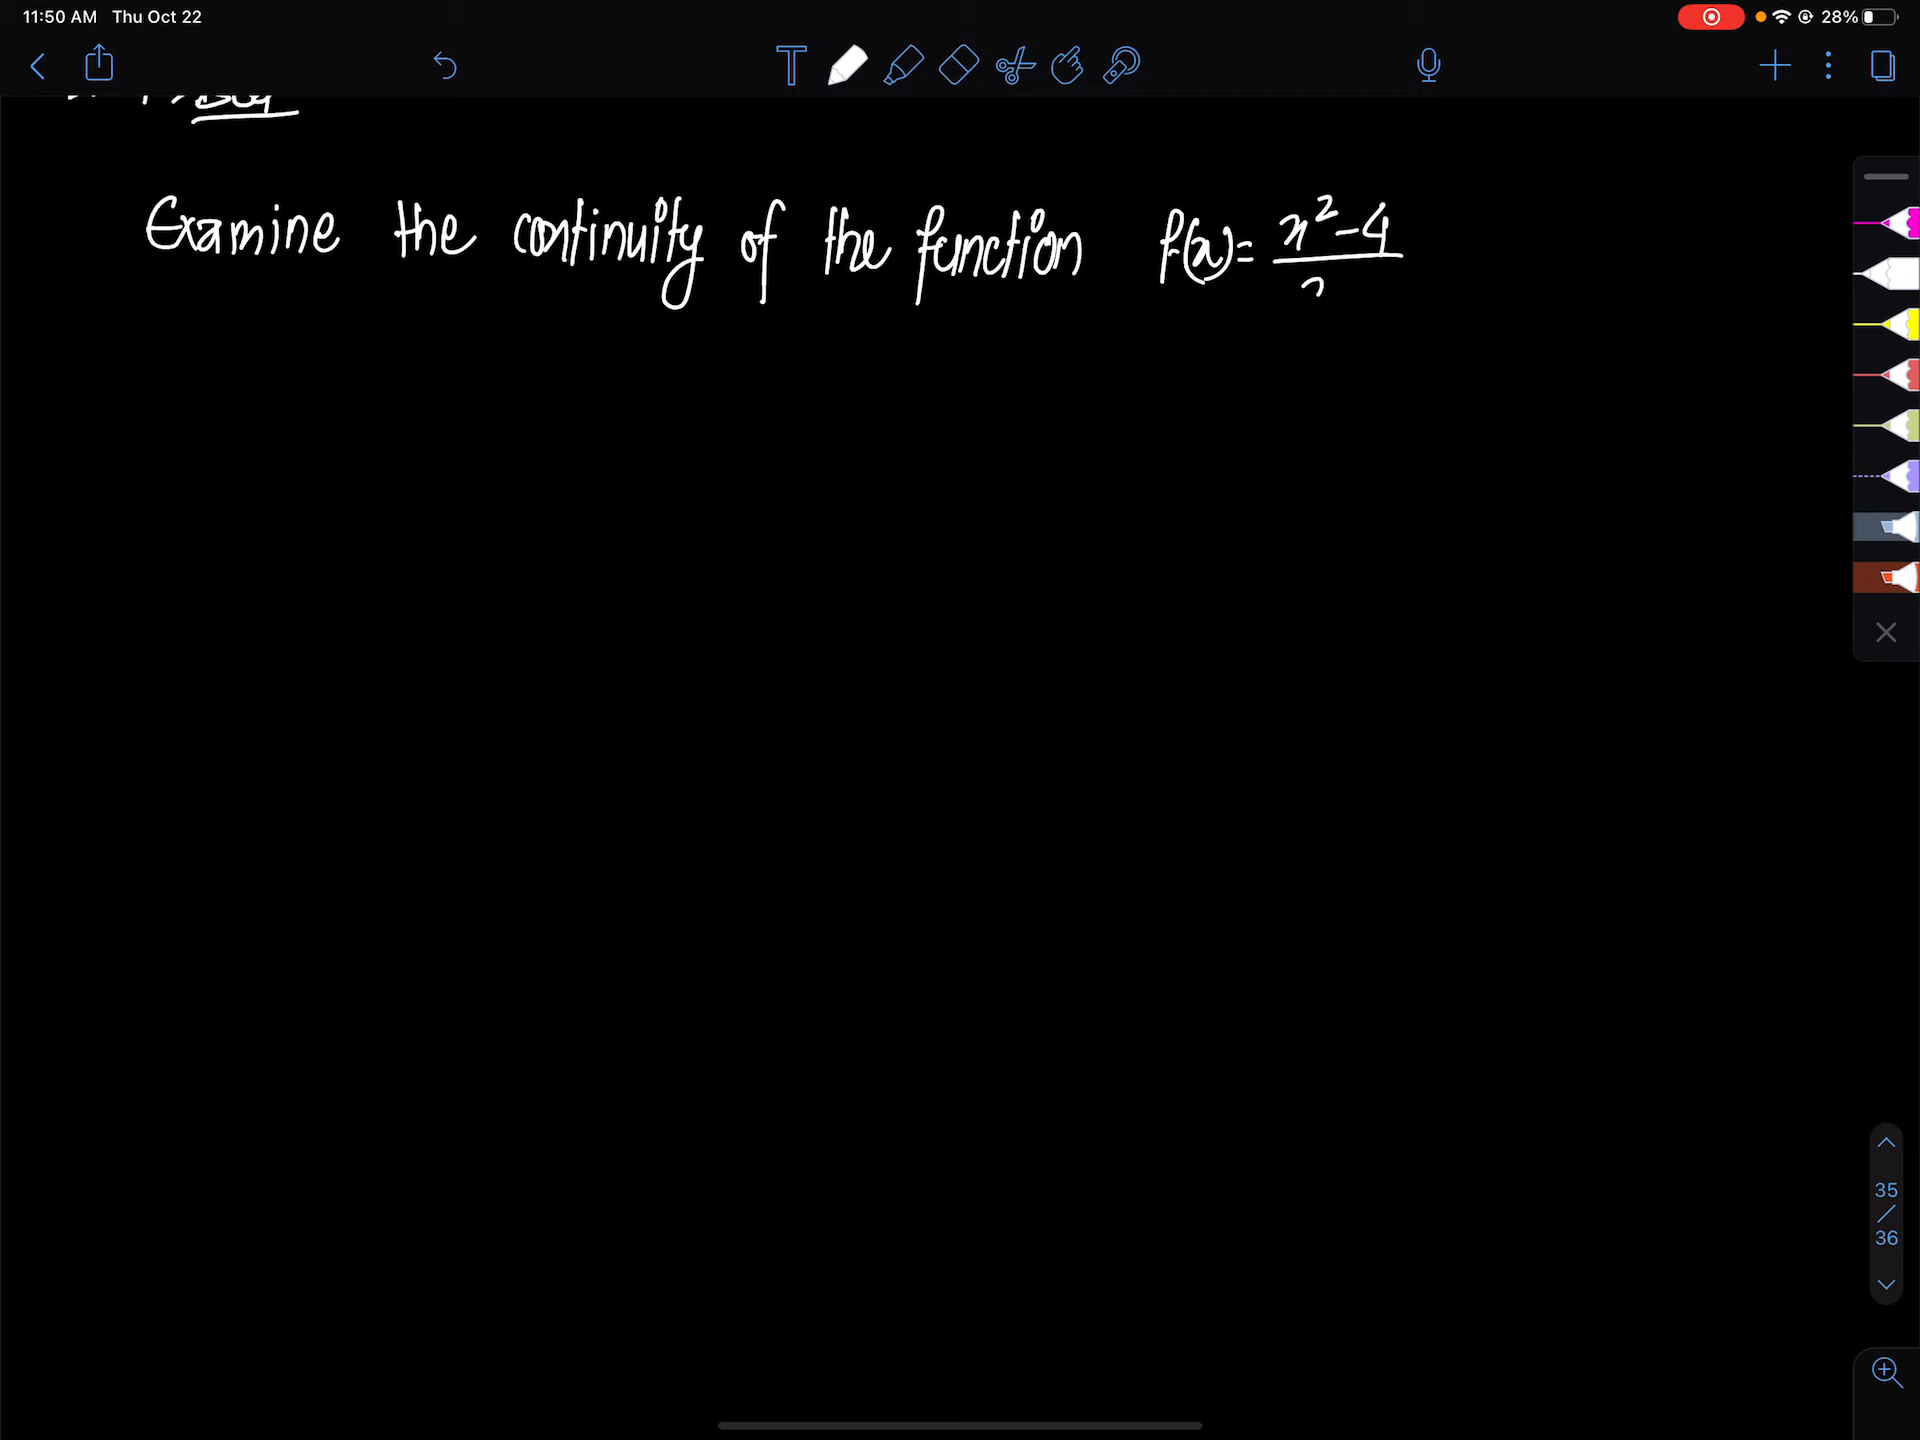 11:50 AM Thu Oct 22
28%
Examine the continuity of the function f(x) = x² - 4
35
/
36